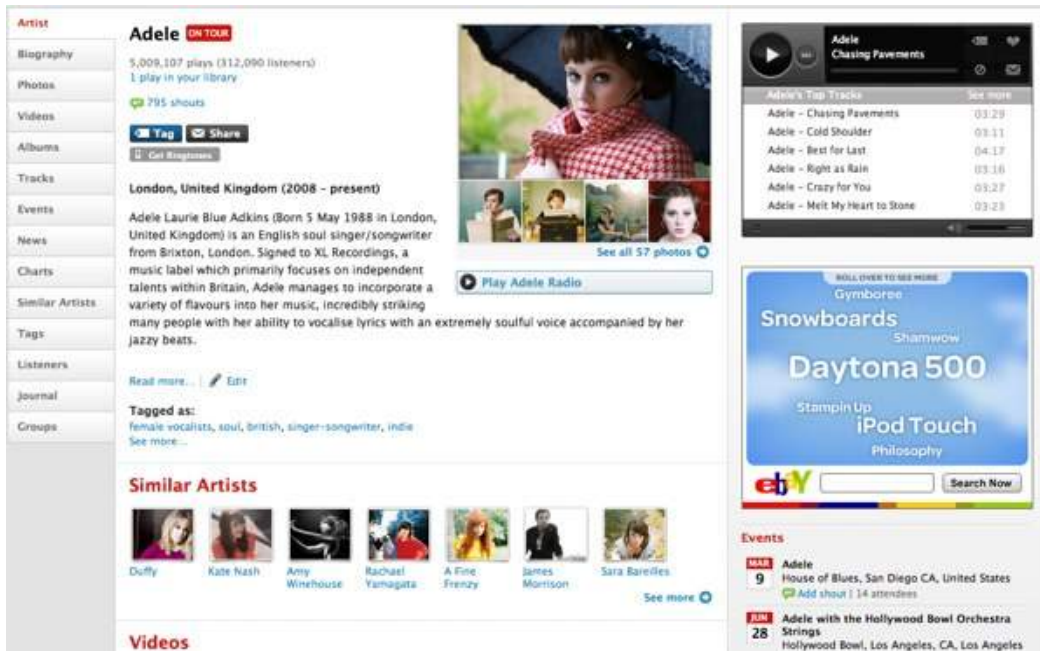 Artist
Biography
Photos
Videos
Albums
Tracks
Events
News
Charts
Similar Artists
Tags
Listeners
Journal
Groups
Adele ON TOUR
5,009,107 plays (312,090 listeners)
1 play in your library
795 shouts
Tag Share
Get Ringtones
London, United Kingdom (2008 - present)
Adele Laurie Blue Adkins (Born 5 May 1988 in London,
United Kingdom) is an English soul singer/songwriter
from Brixton, London. Signed to XL Recordings, a
music label which primarily focuses on independent
talents within Britain, Adele manages to incorporate a
variety of flavours into her music, incredibly striking
many people with her ability to vocalise lyrics with an extremely soulful voice accompanied by her
jazzy beats.
Read more... | Edit
Tagged as:
female vocalists, soul, british, singer-songwriter, indie
See more...
See all 57 photos
Play Adele Radio
Similar Artists
Duffy
Kate Nash
Amy
Winehouse
Rachael
Yamagata
A Fine
Frenzy
James
Morrison
Sara Bareilles
See more
Videos
Adele
Chasing Pavements
Adele's Top Tracks See more
Adele - Chasing Pavements 03:29
Adele - Cold Shoulder 03:11
Adele - Best for Last 04:17
Adele - Right as Rain 03:16
Adele - Crazy for You 03:27
Adele - Melt My Heart to Stone 03:23
ROLL OVER TO SEE MORE
Gymboree
Snowboards
Shamwow
Daytona 500
Stampin Up
iPod Touch
Philosophy
ebY Search Now
Events
MAR
9
Adele
House of Blues, San Diego CA, United States
Add shout | 14 attendees
JUN
28
Adele with the Hollywood Bowl Orchestra
Strings
Hollywood Bowl, Los Angeles, CA, Los Angeles